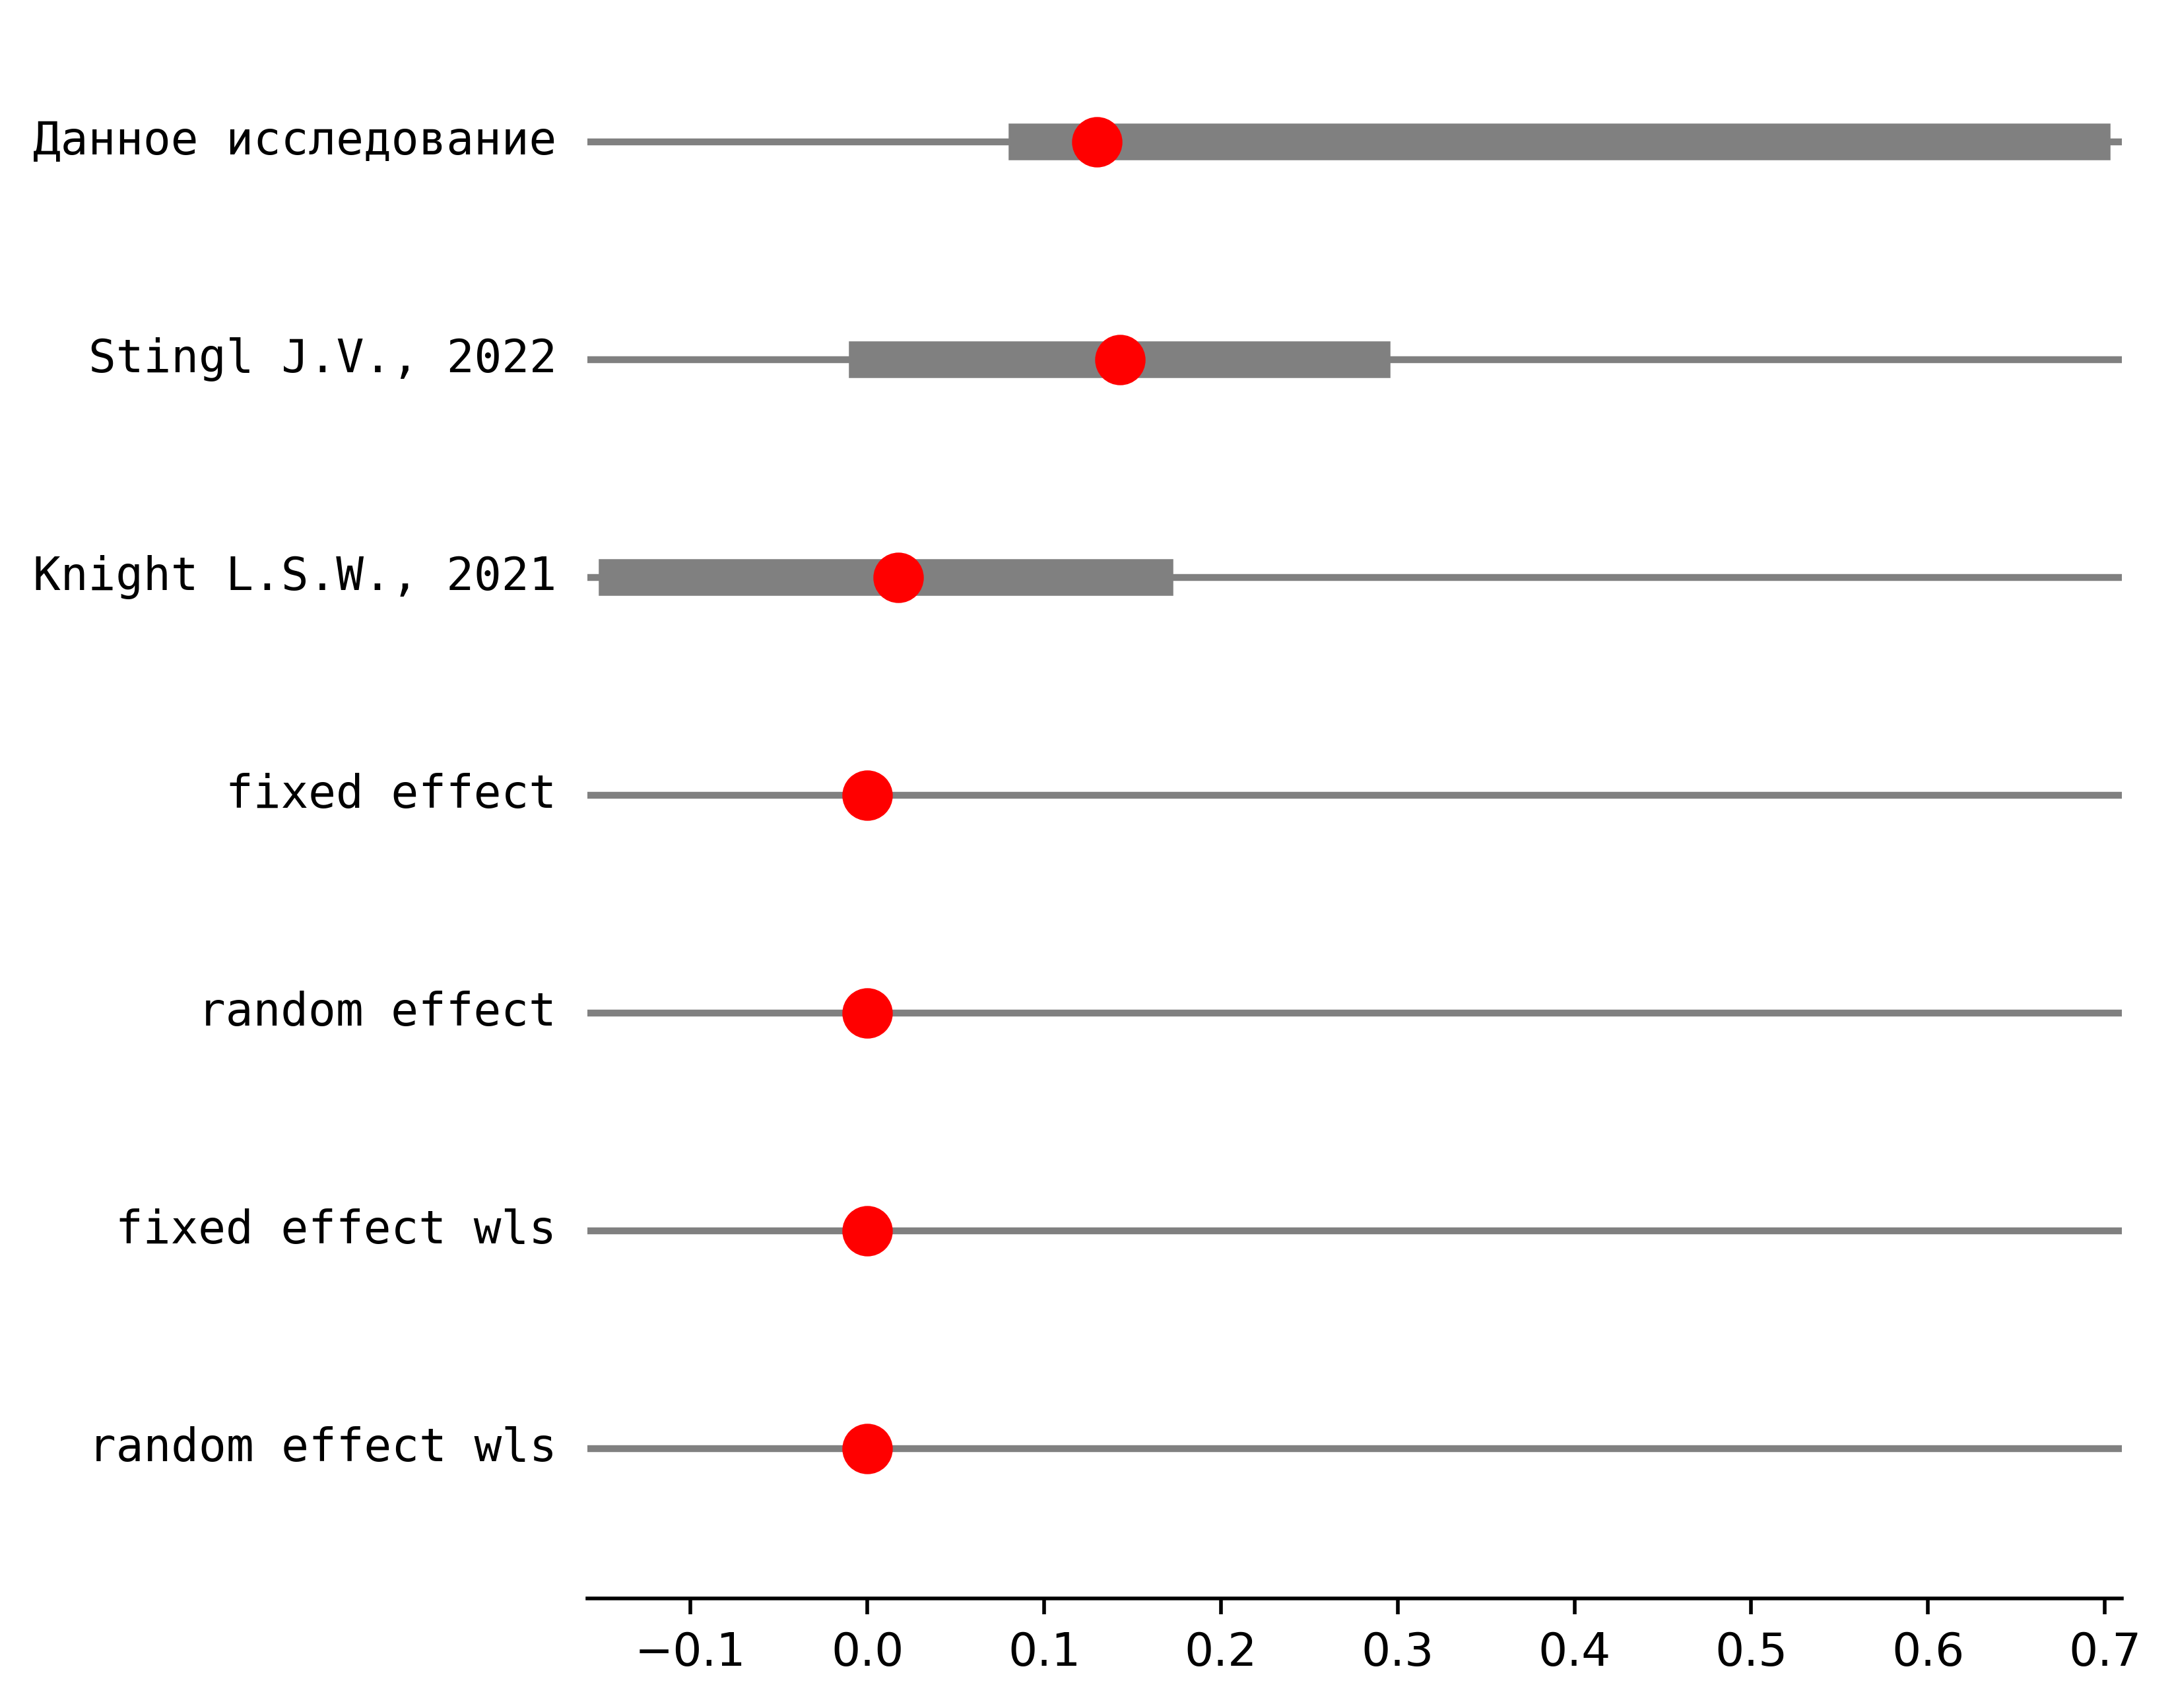 Данное исследование
Stingl J.V., 2022
Knight L.S.W., 2021
fixed effect
random effect
fixed effect wls
random effect wls
−0.1 0.0 0.1 0.2 0.3 0.4 0.5 0.6 0.7